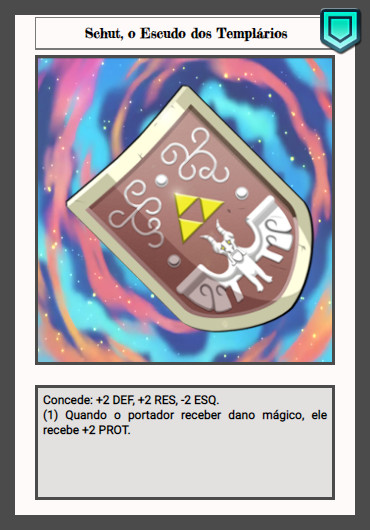 Sehut, o Escudo dos Templários
Concede: +2 DEF, +2 RES, -2 ESQ.
(1) Quando o portador receber dano mágico, ele
recebe +2 PROT.